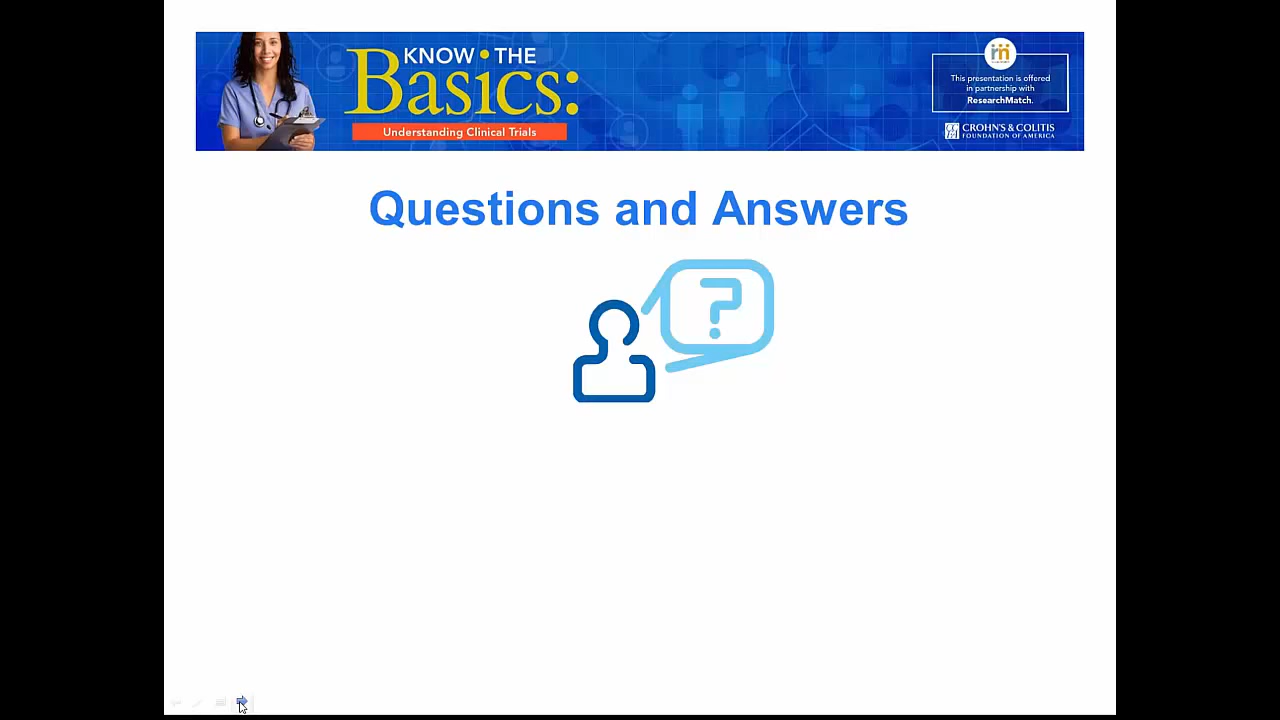 KNOW THE
Basics:
Understanding Clinical Trials
This presentation is offered
in partnership with
ResearchMatch.
CROHN'S & COLITIS
FOUNDATION OF AMERICA
Questions and Answers
?